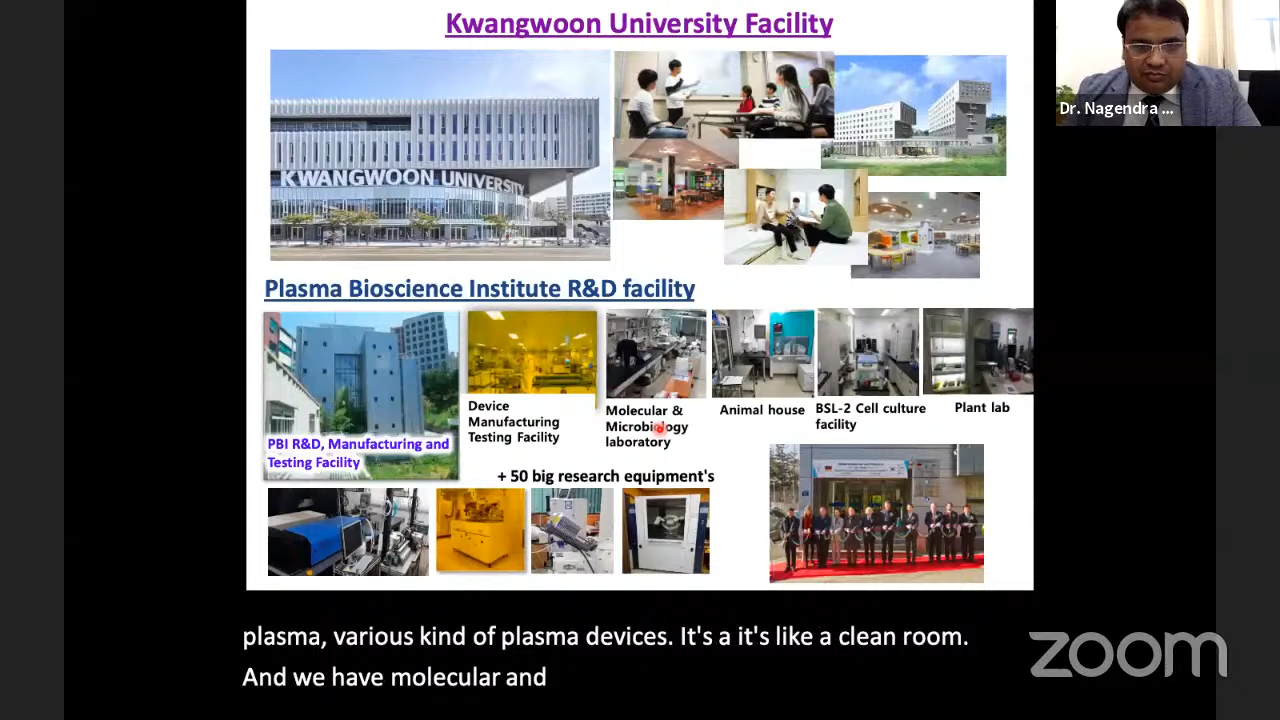 Kwangwoon University Facility
Dr. Nagendra ...
KWANGWOON UNIVERSITY
Plasma Bioscience Institute R&D facility
Device
Manufacturing
Testing Facility
Molecular &
Microbiology
laboratory
Animal house
BSL-2 Cell culture
facility
Plant lab
PBI R&D, Manufacturing and
Testing Facility
+ 50 big research equipment's
plasma, various kind of plasma devices. It's a it's like a clean room.
And we have molecular and
zoom